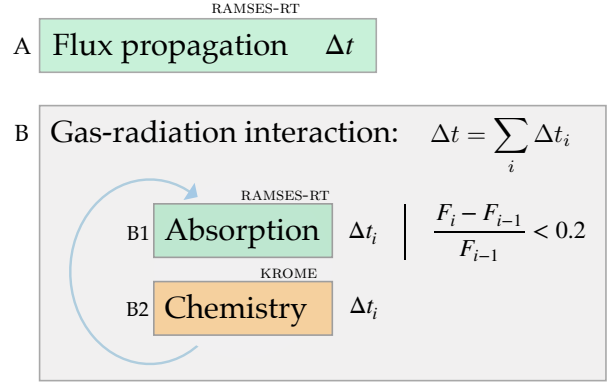 RAMSES-RT
A Flux propagation Δt
B Gas-radiation interaction: Δt = ∑_i Δt_i
RAMSES-RT
B1 Absorption Δt_i | (F_i − F_{i−1}) / F_{i−1} < 0.2
KROME
B2 Chemistry Δt_i